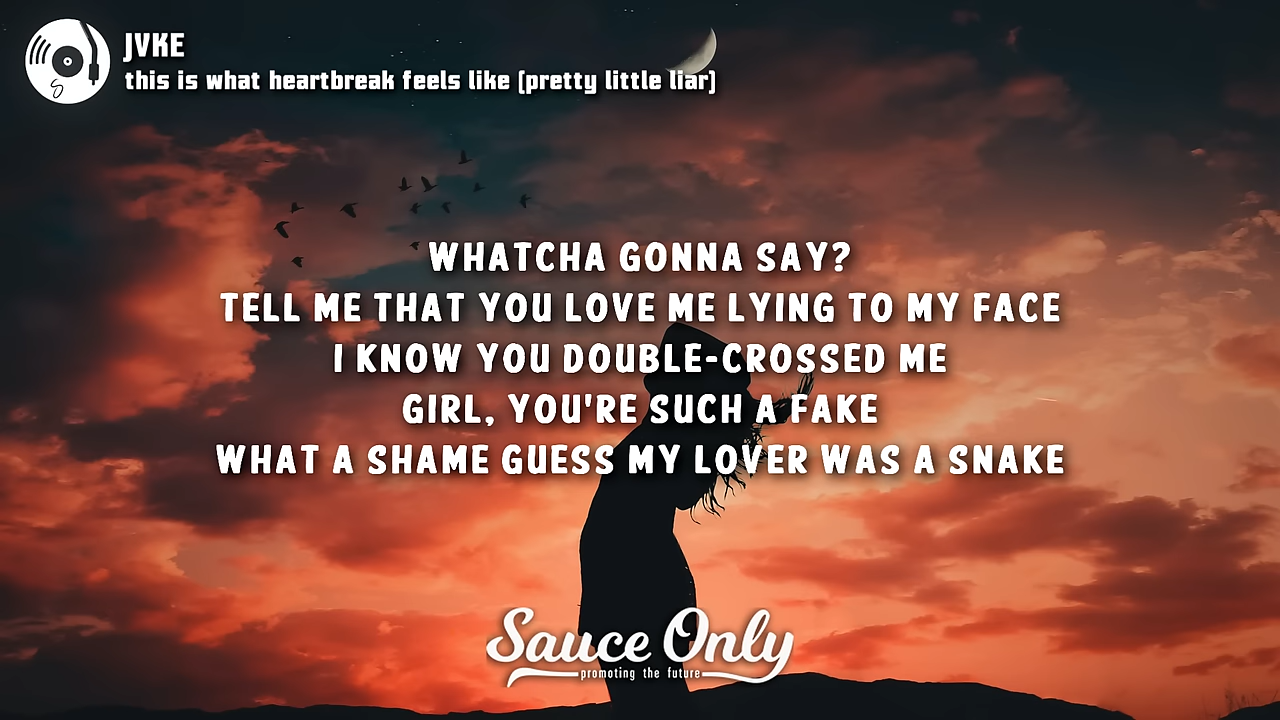 JVKE
this is what heartbreak feels like (pretty little liar)
WHATCHA GONNA SAY?
TELL ME THAT YOU LOVE ME LYING TO MY FACE
I KNOW YOU DOUBLE-CROSSED ME
GIRL, YOU'RE SUCH A FAKE
WHAT A SHAME GUESS MY LOVER WAS A SNAKE
Sauce Only
promoting the future